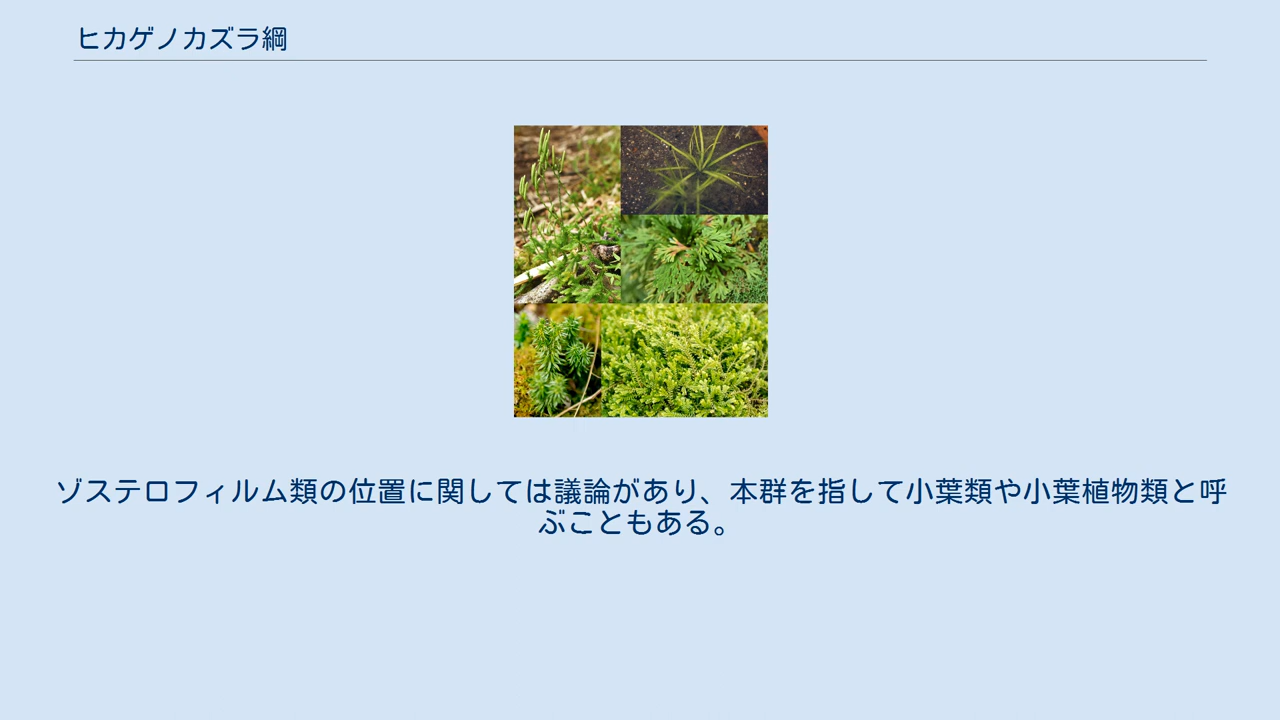 ヒカゲノカズラ綱
ゾステロフィルム類の位置に関しては議論があり、本群を指して小葉類や小葉植物類と呼
ぶこともある。